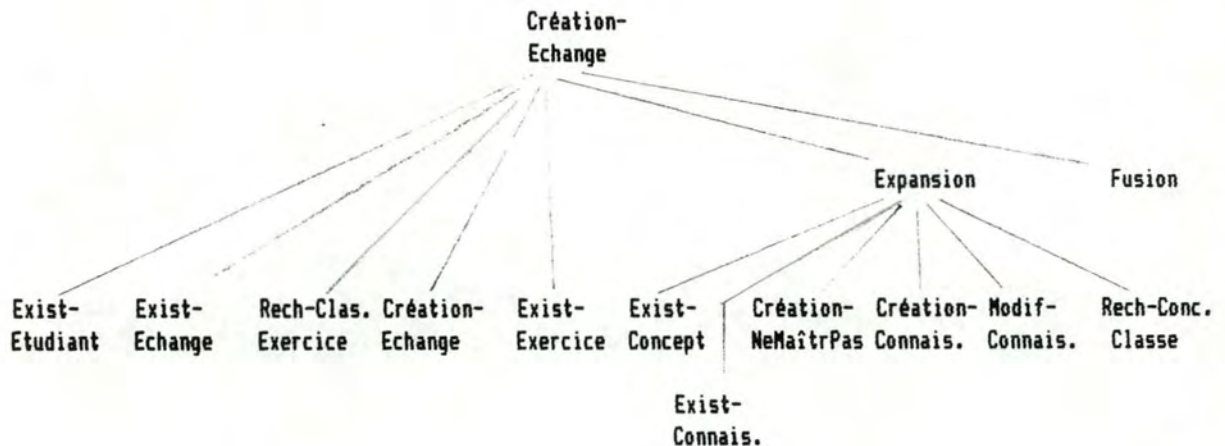 Création-
Echange
Expansion
Fusion
Exist-
Etudiant
Exist-
Echange
Rech-Clas.
Exercice
Création-
Echange
Exist-
Exercice
Exist-
Concept
Création-
NeMaîtrPas
Création-
Connais.
Modif-
Connais.
Rech-Conc.
Classe
Exist-
Connais.